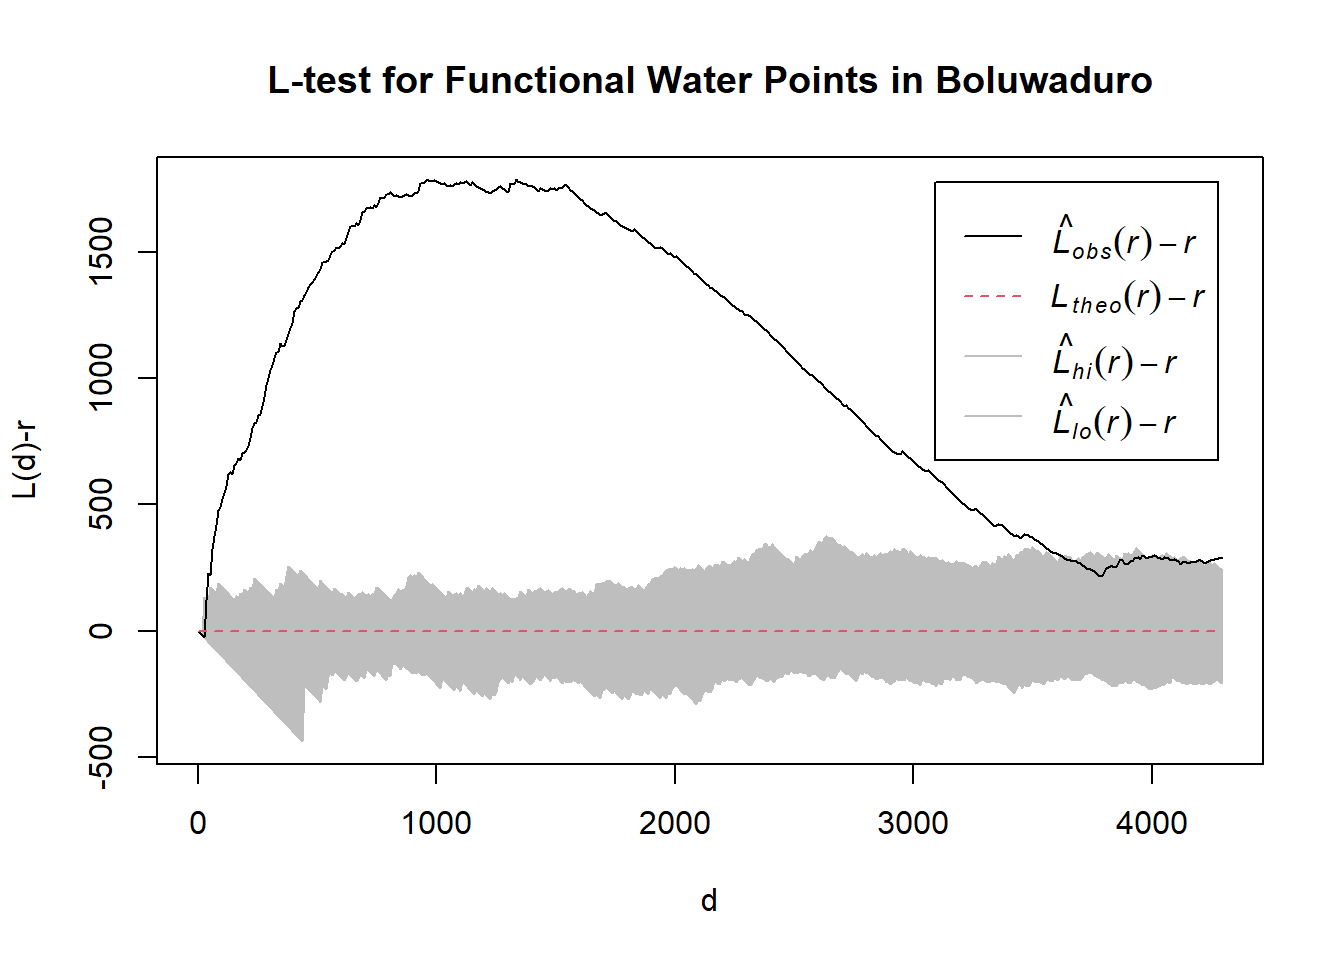 L-test for Functional Water Points in Boluwaduro
L̂obs(r) − r
Ltheo(r) − r
L̂hi(r) − r
L̂lo(r) − r
L(d)-r
1500
1000
500
0
-500
0 1000 2000 3000 4000
d